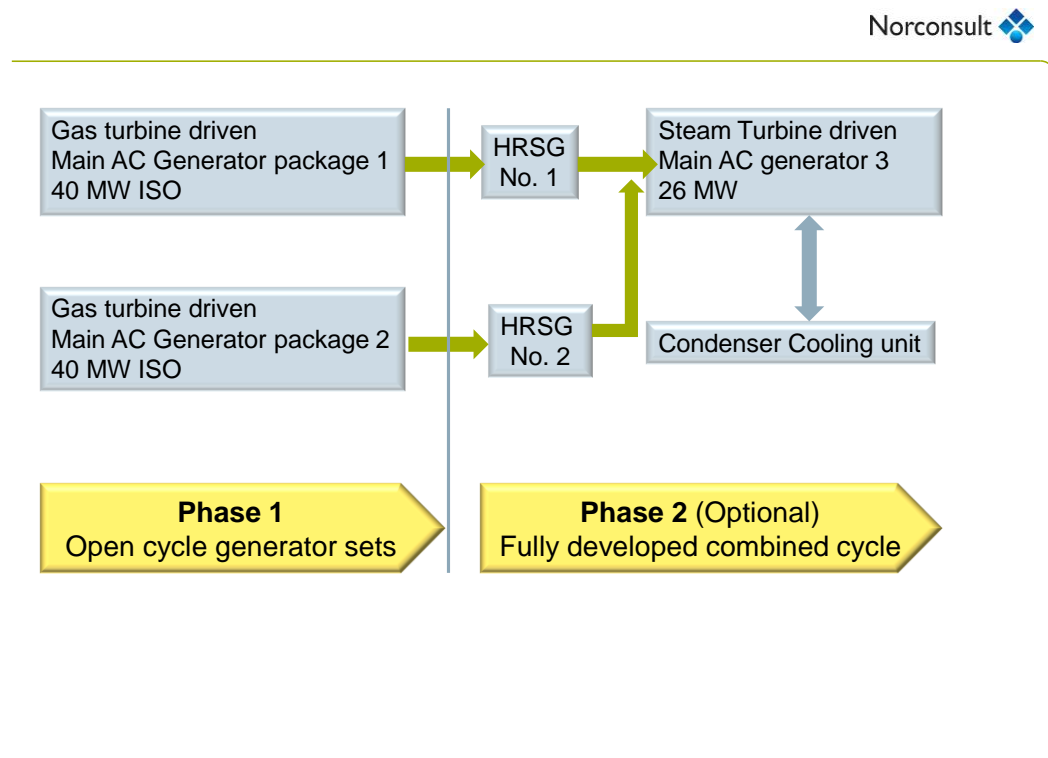 Norconsult
Gas turbine driven
Main AC Generator package 1
40 MW ISO
HRSG
No. 1
Steam Turbine driven
Main AC generator 3
26 MW
Gas turbine driven
Main AC Generator package 2
40 MW ISO
HRSG
No. 2
Condenser Cooling unit
Phase 1
Open cycle generator sets
Phase 2 (Optional)
Fully developed combined cycle